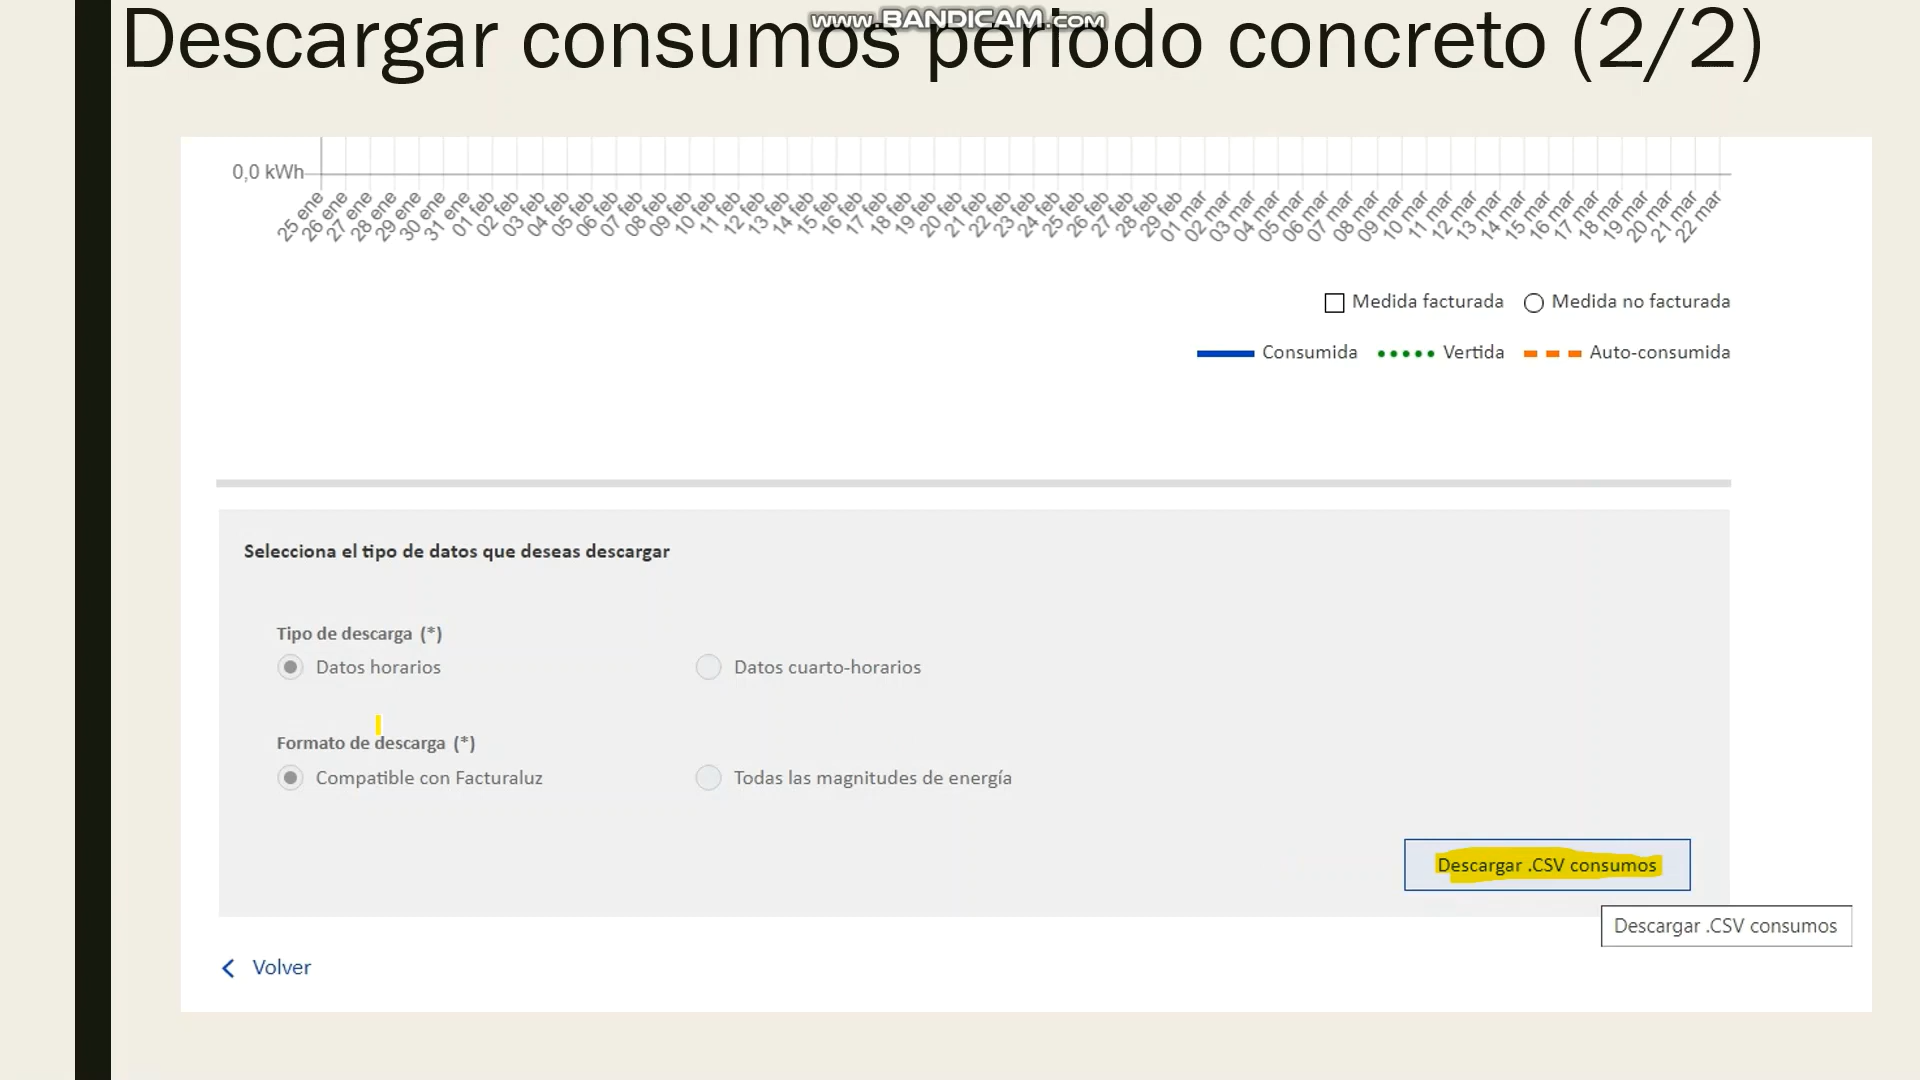 www.BANDICAM.com
Descargar consumos periodo concreto (2/2)
0,0 kWh
25 ene
26 ene
27 ene
28 ene
29 ene
30 ene
31 ene
01 feb
02 feb
03 feb
04 feb
05 feb
06 feb
07 feb
08 feb
09 feb
10 feb
11 feb
12 feb
13 feb
14 feb
15 feb
16 feb
17 feb
18 feb
19 feb
20 feb
21 feb
22 feb
23 feb
24 feb
25 feb
26 feb
27 feb
28 feb
29 feb
01 mar
02 mar
03 mar
04 mar
05 mar
06 mar
07 mar
08 mar
09 mar
10 mar
11 mar
12 mar
13 mar
14 mar
15 mar
16 mar
17 mar
18 mar
19 mar
20 mar
21 mar
22 mar
Medida facturada Medida no facturada
Consumida Vertida Auto-consumida
Selecciona el tipo de datos que deseas descargar
Tipo de descarga (*)
Datos horarios Datos cuarto-horarios
Formato de descarga (*)
Compatible con Facturaluz Todas las magnitudes de energía
Descargar .CSV consumos
Descargar .CSV consumos
Volver